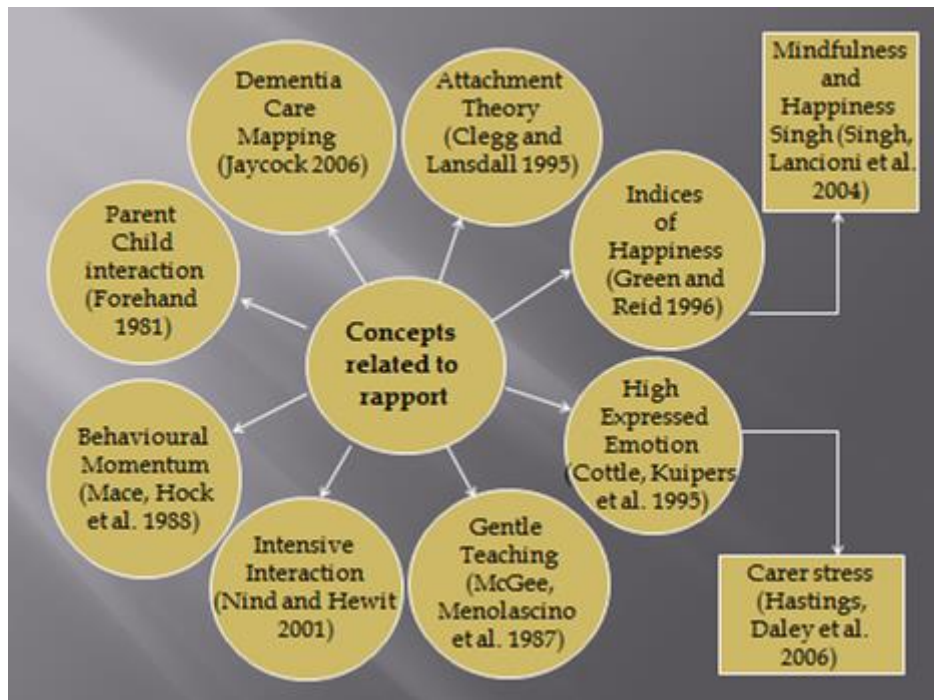 Dementia
Care
Mapping
(Jaycock 2006)
Attachment
Theory
(Clegg and
Lansdall 1995)
Mindfulness
and
Happiness
Singh (Singh,
Lancioni et al.
2004)
Parent
Child
interaction
(Forehand
1981)
Indices
of
Happiness
(Green and
Reid 1996)
Concepts
related to
rapport
Behavioural
Momentum
(Mace, Hock
et al. 1988)
High
Expressed
Emotion
(Cottle, Kuipers
et al. 1995)
Intensive
Interaction
(Nind and Hewit
2001)
Gentle
Teaching
(McGee,
Menolascino
et al. 1987)
Carer stress
(Hastings,
Daley et al.
2006)